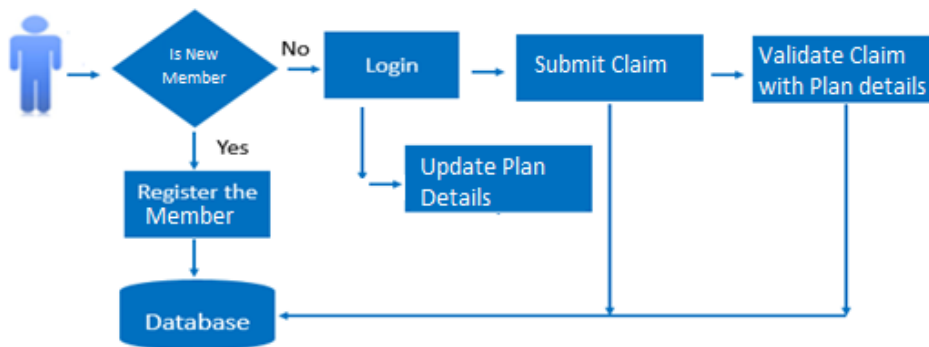 Is New
Member
No
Login
Submit Claim
Validate Claim
with Plan details
Yes
Update Plan
Details
Register the
Member
Database